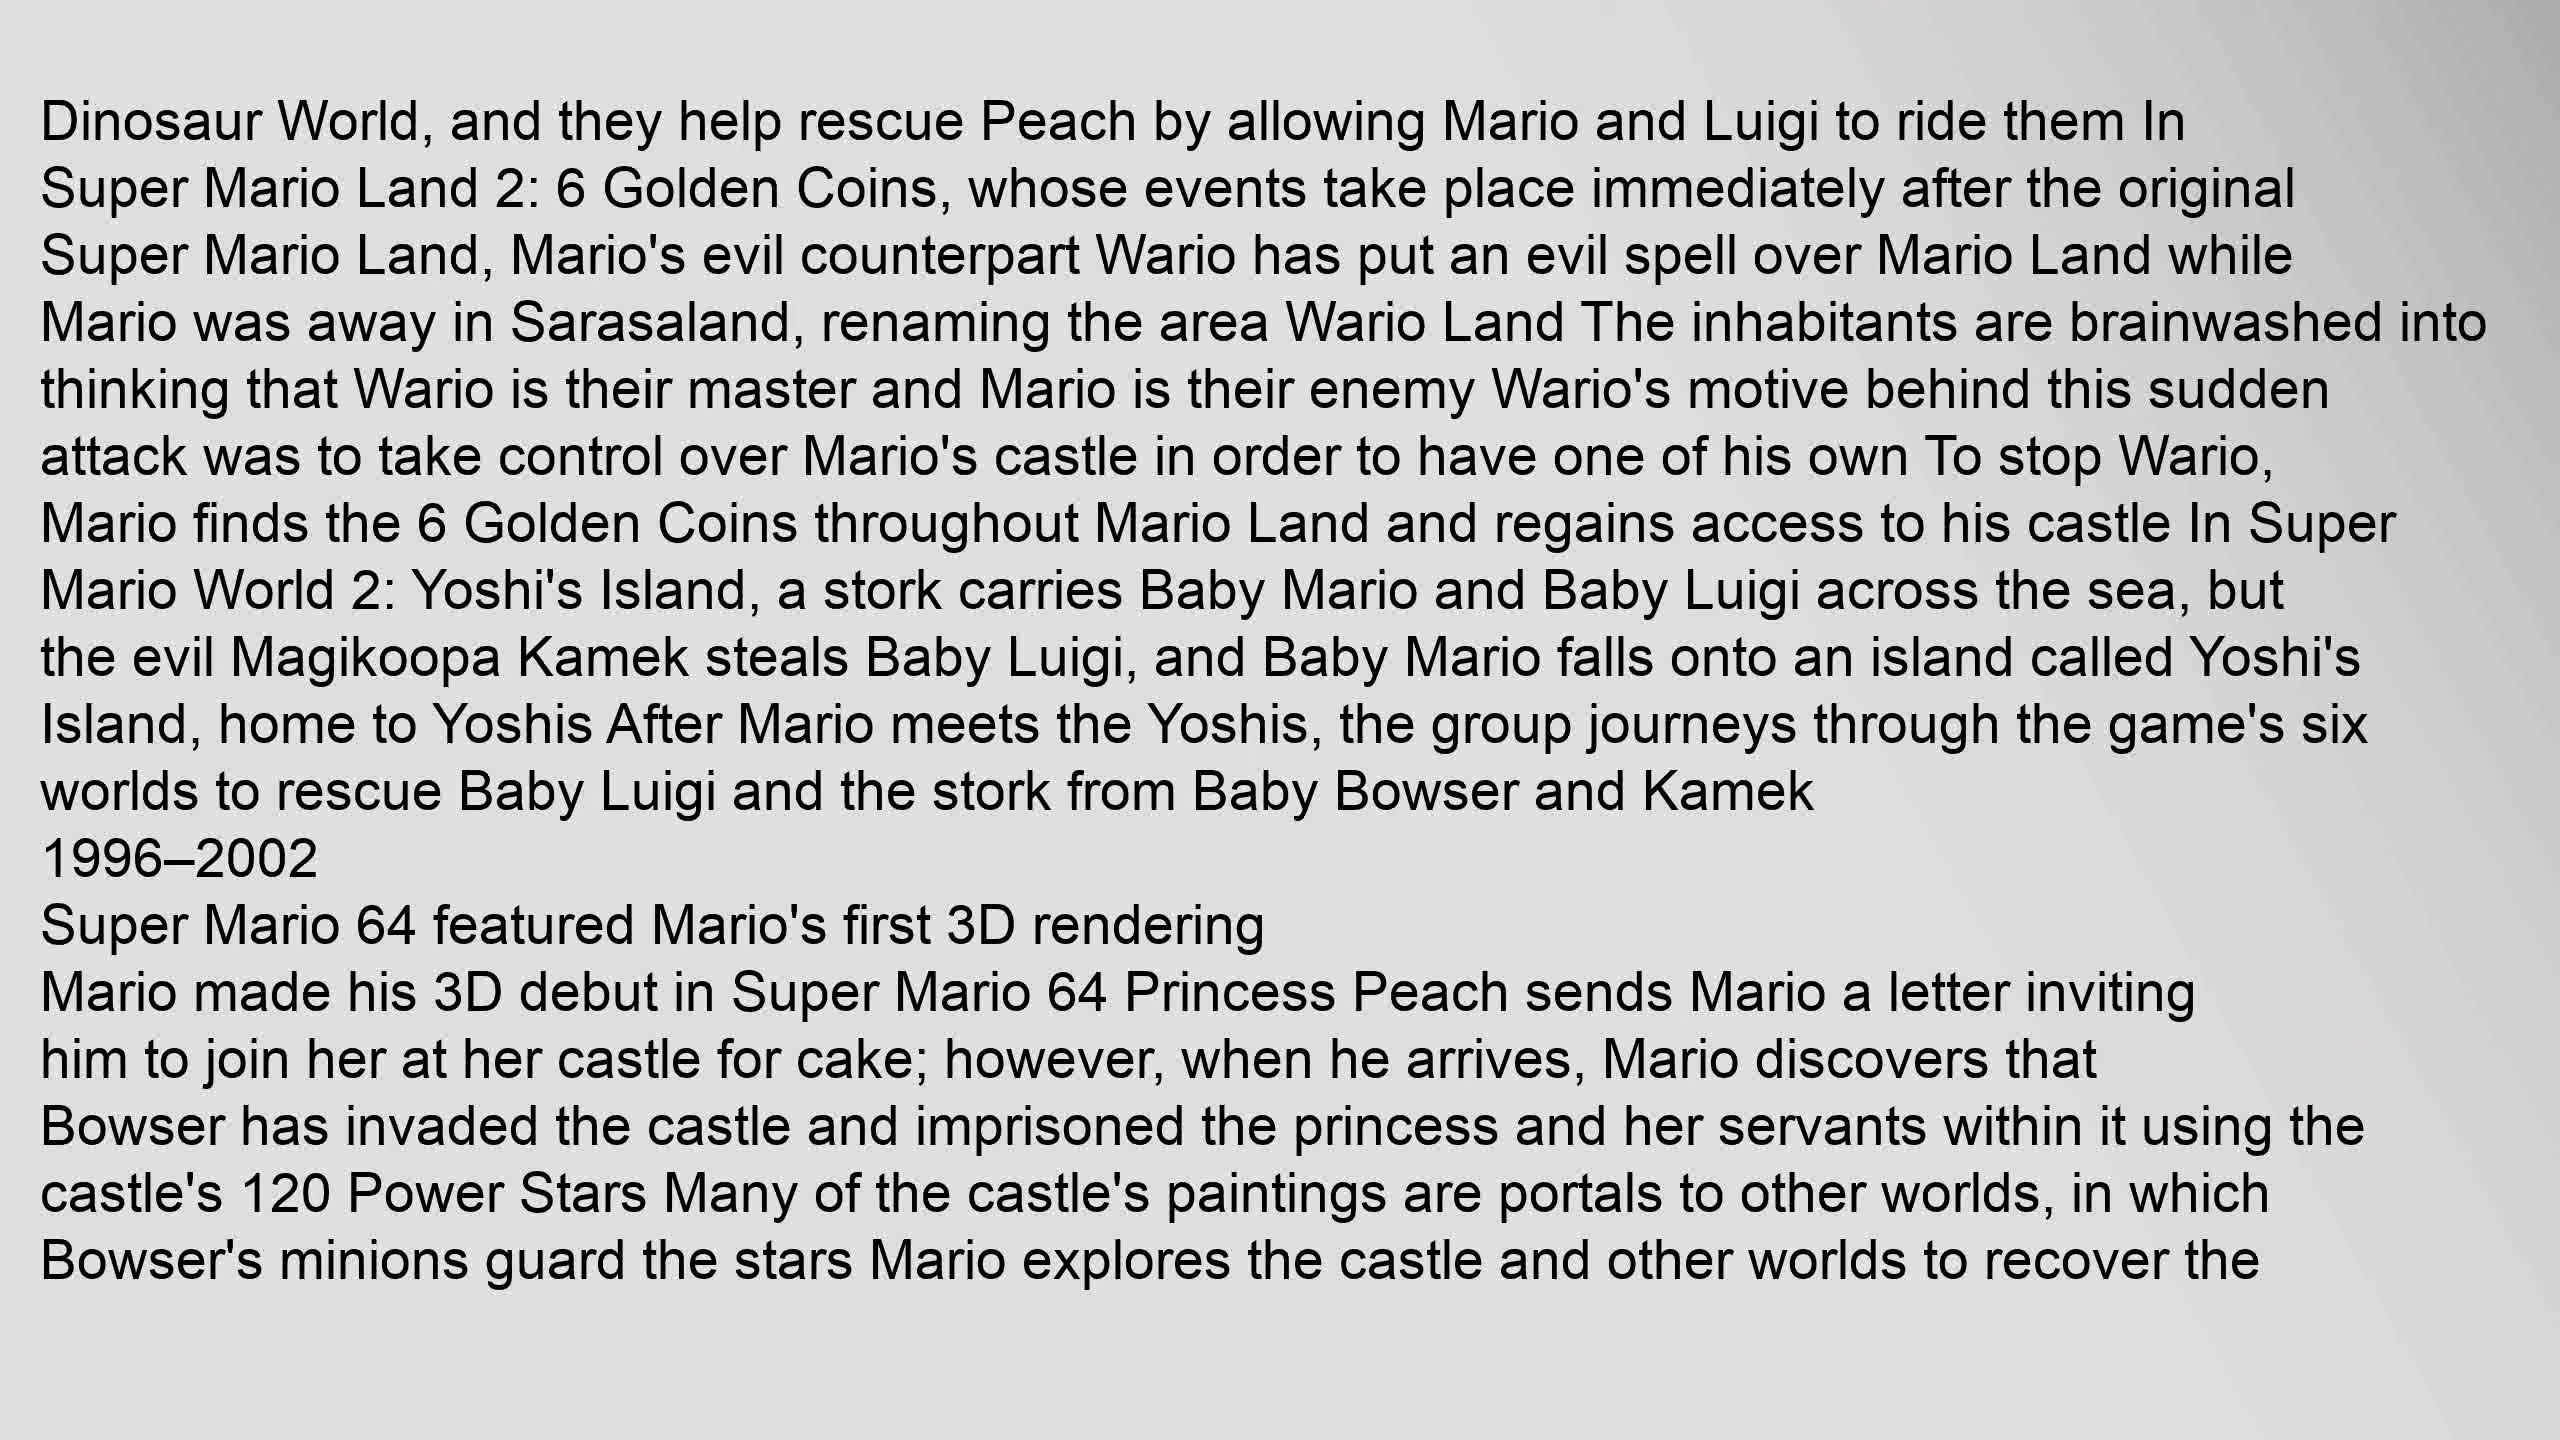 Dinosaur World, and they help rescue Peach by allowing Mario and Luigi to ride them In
Super Mario Land 2: 6 Golden Coins, whose events take place immediately after the original
Super Mario Land, Mario's evil counterpart Wario has put an evil spell over Mario Land while
Mario was away in Sarasaland, renaming the area Wario Land The inhabitants are brainwashed into
thinking that Wario is their master and Mario is their enemy Wario's motive behind this sudden
attack was to take control over Mario's castle in order to have one of his own To stop Wario,
Mario finds the 6 Golden Coins throughout Mario Land and regains access to his castle In Super
Mario World 2: Yoshi's Island, a stork carries Baby Mario and Baby Luigi across the sea, but
the evil Magikoopa Kamek steals Baby Luigi, and Baby Mario falls onto an island called Yoshi's
Island, home to Yoshis After Mario meets the Yoshis, the group journeys through the game's six
worlds to rescue Baby Luigi and the stork from Baby Bowser and Kamek
1996–2002
Super Mario 64 featured Mario's first 3D rendering
Mario made his 3D debut in Super Mario 64 Princess Peach sends Mario a letter inviting
him to join her at her castle for cake; however, when he arrives, Mario discovers that
Bowser has invaded the castle and imprisoned the princess and her servants within it using the
castle's 120 Power Stars Many of the castle's paintings are portals to other worlds, in which
Bowser's minions guard the stars Mario explores the castle and other worlds to recover the